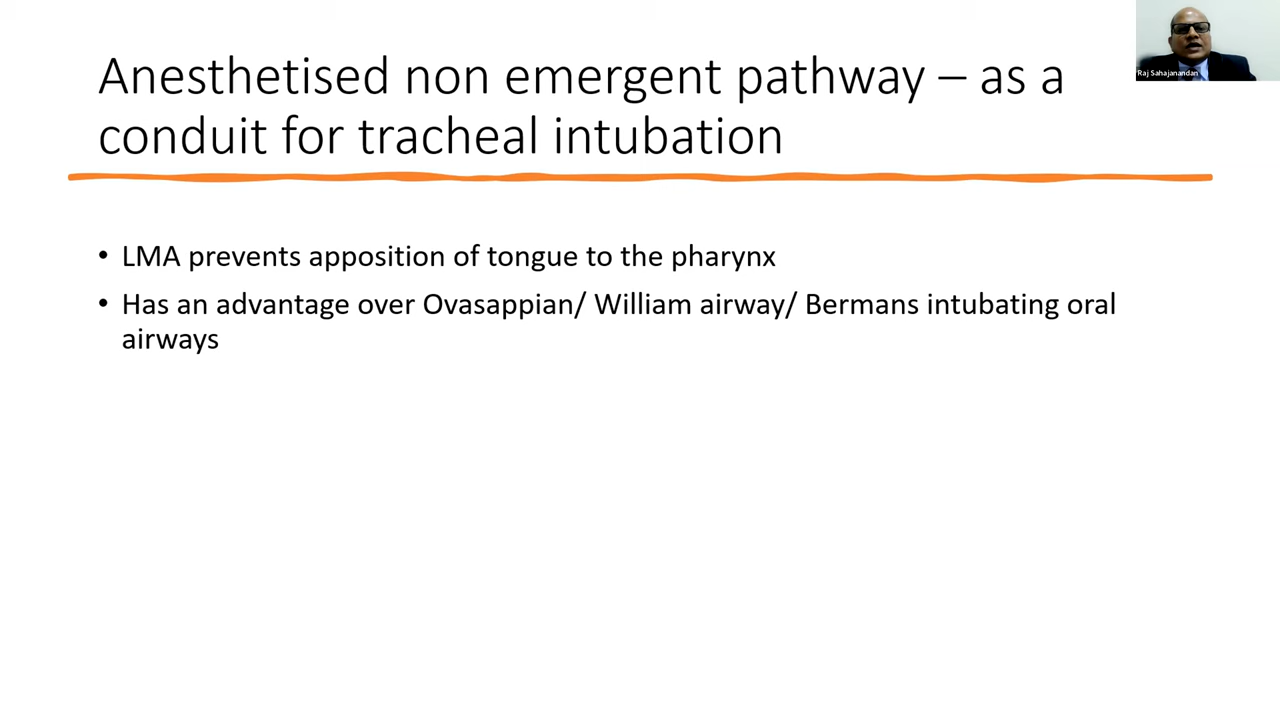 Anesthetised non emergent pathway – as a
conduit for tracheal intubation
Raj Sahajanandan
• LMA prevents apposition of tongue to the pharynx
• Has an advantage over Ovasappian/ William airway/ Bermans intubating oral
airways